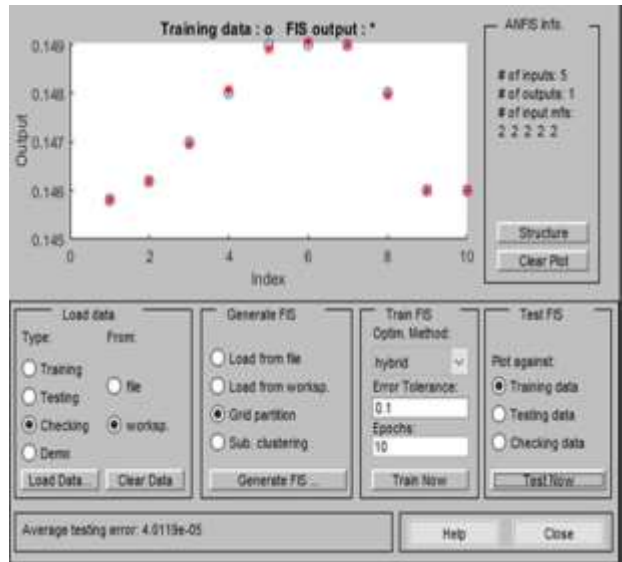 Training data : o FIS output : *
0.149
0.148
0.147
0.146
0.145
Output
0 2 4 6 8 10
Index
ANFIS Info.
# of inputs: 5
# of outputs: 1
# of input mfs:
2 2 2 2 2
Structure
Clear Plot
Load data
Type: From:
Training
Testing
Checking
Demo
file
worksp.
Load Data... Clear Data
Generate FIS
Load from file
Load from worksp.
Grid partition
Sub. clustering
Generate FIS ...
Train FIS
Optim. Method:
hybrid
Error Tolerance:
0.1
Epochs:
10
Train Now
Test FIS
Plot against:
Training data
Testing data
Checking data
Test Now
Average testing error: 4.0119e-05
Help Close